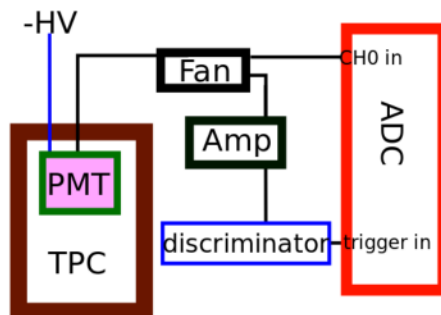 -HV
Fan
CH0 in
Amp
ADC
PMT
discriminator
trigger in
TPC